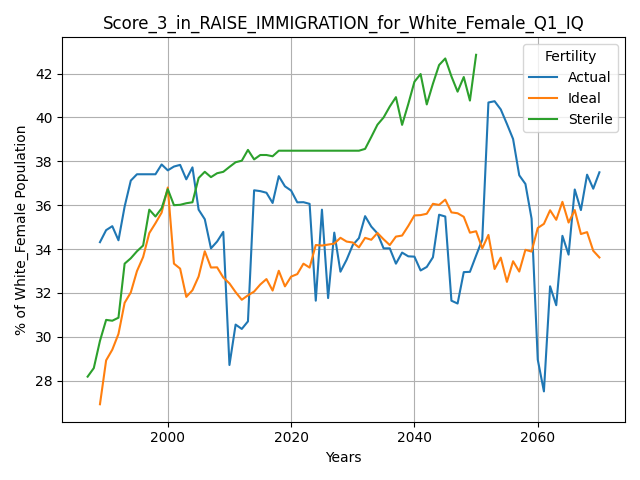 Score_3_in_RAISE_IMMIGRATION_for_White_Female_Q1_IQ
Fertility
Actual
Ideal
Sterile
% of White_Female Population
42
40
38
36
34
32
30
28
2000
2020
2040
2060
Years